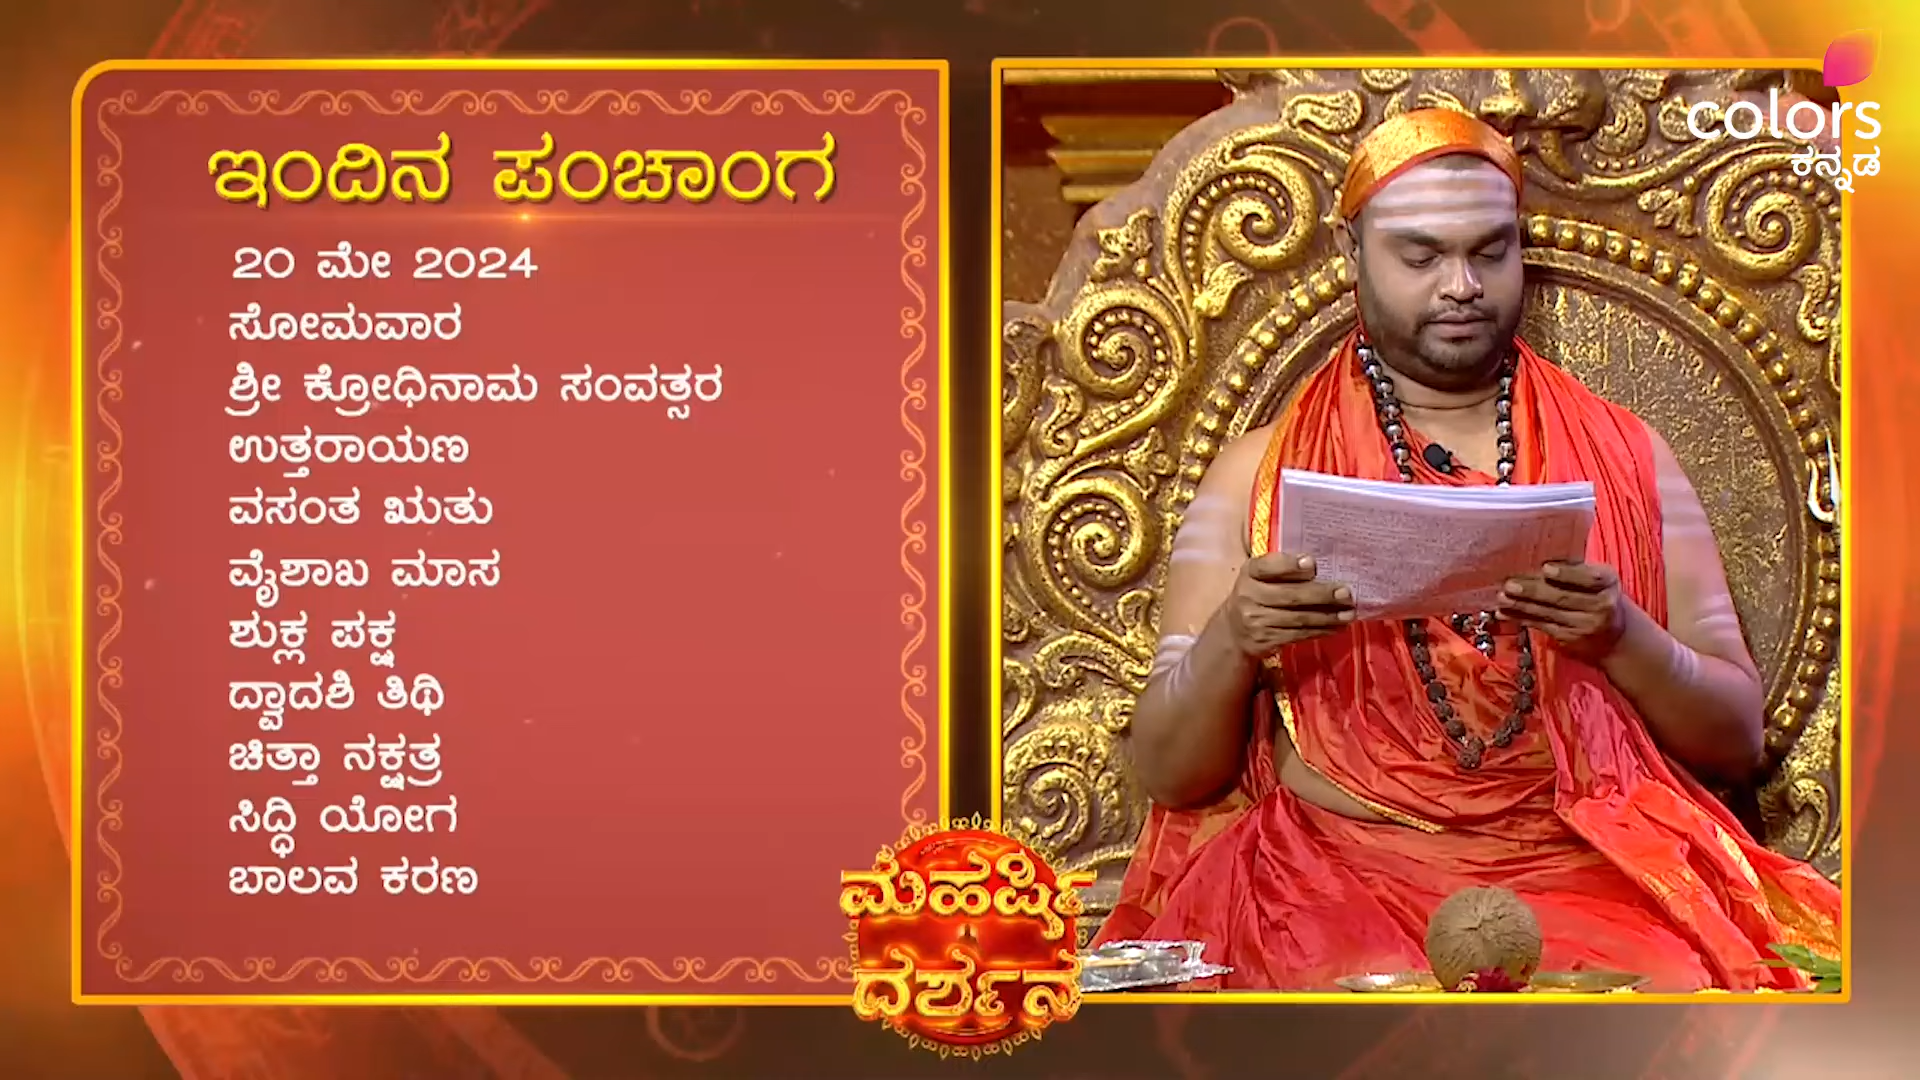 ಇಂದಿನ ಪಂಚಾಂಗ
20 ಮೇ 2024
ಸೋಮವಾರ
ಶ್ರೀ ಕ್ರೋಧಿನಾಮ ಸಂವತ್ಸರ
ಉತ್ತರಾಯಣ
ವಸಂತ ಋತು
ವೈಶಾಖ ಮಾಸ
ಶುಕ್ಲ ಪಕ್ಷ
ದ್ವಾದಶಿ ತಿಥಿ
ಚಿತ್ತಾ ನಕ್ಷತ್ರ
ಸಿದ್ಧಿ ಯೋಗ
ಬಾಲವ ಕರಣ
ಮಹರ್ಷಿ
ದರ್ಶನ
colors
ಕನ್ನಡ